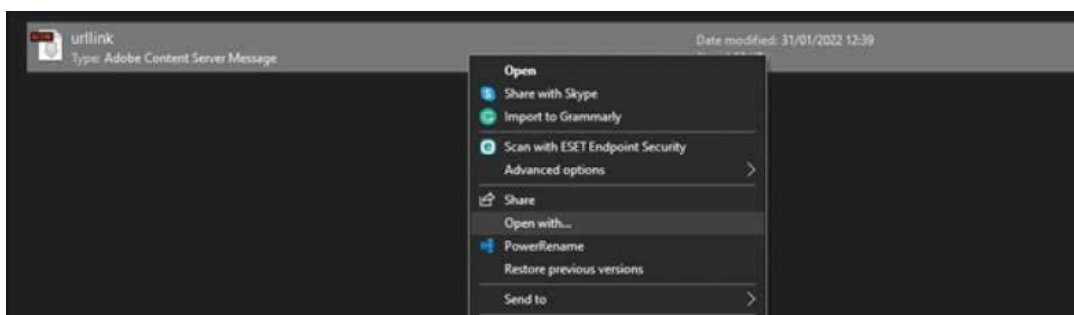 urllink
Date modified: 31/01/2022 12:39
Type: Adobe Content Server Message
Open
Share with Skype
Import to Grammarly
Scan with ESET Endpoint Security
Advanced options
Share
Open with...
PowerRename
Restore previous versions
Send to